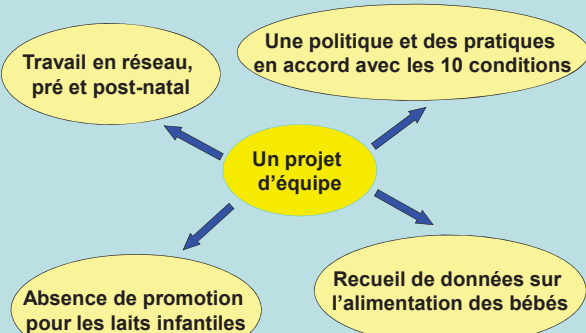 Travail en réseau,
pré et post-natal
Une politique et des pratiques
en accord avec les 10 conditions
Un projet
d’équipe
Absence de promotion
pour les laits infantiles
Recueil de données sur
l’alimentation des bébés